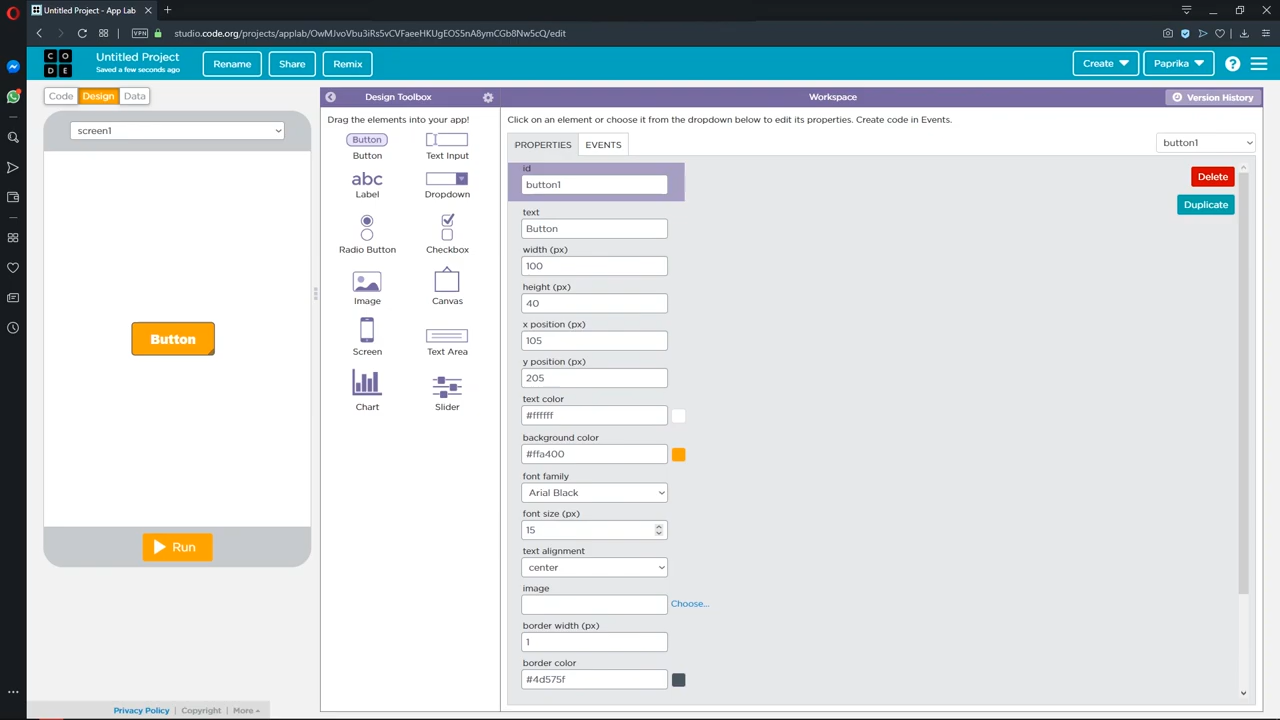 Untitled Project - App Lab
VPN
studio.code.org/projects/applab/OwMJvoVbu3iRs5vCVFaeeHKUgEOS5nA8ymCGb8Nw5cQ/edit
C O
D E
Untitled Project
Saved a few seconds ago
Rename
Share
Remix
Create
Paprika
?
Code
Design
Data
Design Toolbox
Workspace
Version History
screen1
Drag the elements into your app!
Button
Button
Text Input
abc
Label
Dropdown
Radio Button
Checkbox
Image
Canvas
Screen
Text Area
Chart
Slider
Button
Run
Click on an element or choose it from the dropdown below to edit its properties. Create code in Events.
PROPERTIES
EVENTS
button1
Delete
Duplicate
id
button1
text
Button
width (px)
100
height (px)
40
x position (px)
105
y position (px)
205
text color
#ffffff
background color
#ffa400
font family
Arial Black
font size (px)
15
text alignment
center
image
Choose...
border width (px)
1
border color
#4d575f
Privacy Policy | Copyright | More